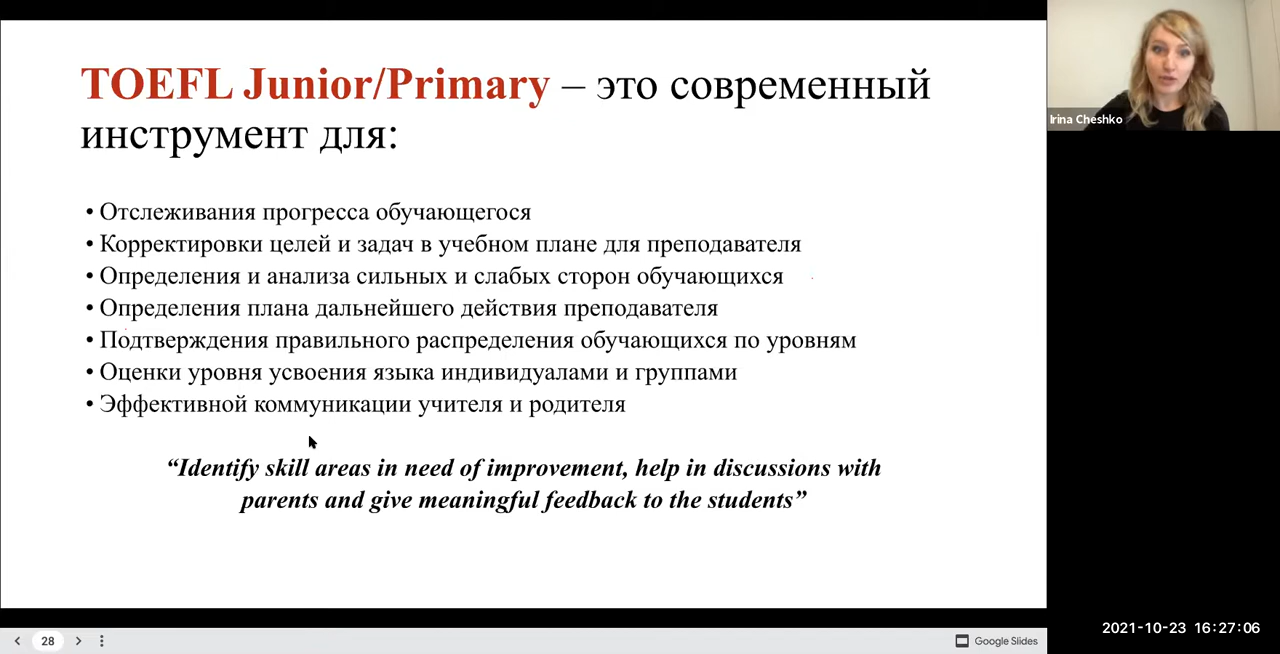 TOEFL Junior/Primary – это современный
инструмент для:
• Отслеживания прогресса обучающегося
• Корректировки целей и задач в учебном плане для преподавателя
• Определения и анализа сильных и слабых сторон обучающихся
• Определения плана дальнейшего действия преподавателя
• Подтверждения правильного распределения обучающихся по уровням
• Оценки уровня усвоения языка индивидуалами и группами
• Эффективной коммуникации учителя и родителя
“Identify skill areas in need of improvement, help in discussions with
parents and give meaningful feedback to the students”
Irina Cheshko
28
Google Slides
2021-10-23 16:27:06